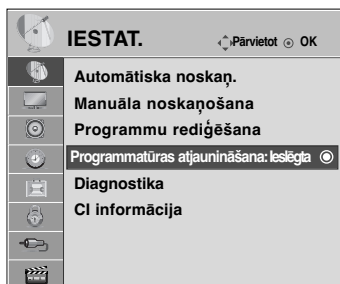 IESTAT.
Pārvietot OK
Automātiska noskaņ.
Manuāla noskaņošana
Programmu rediģēšana
Programmatūras atjaunināšana: Ieslēgta
Diagnostika
CI informācija